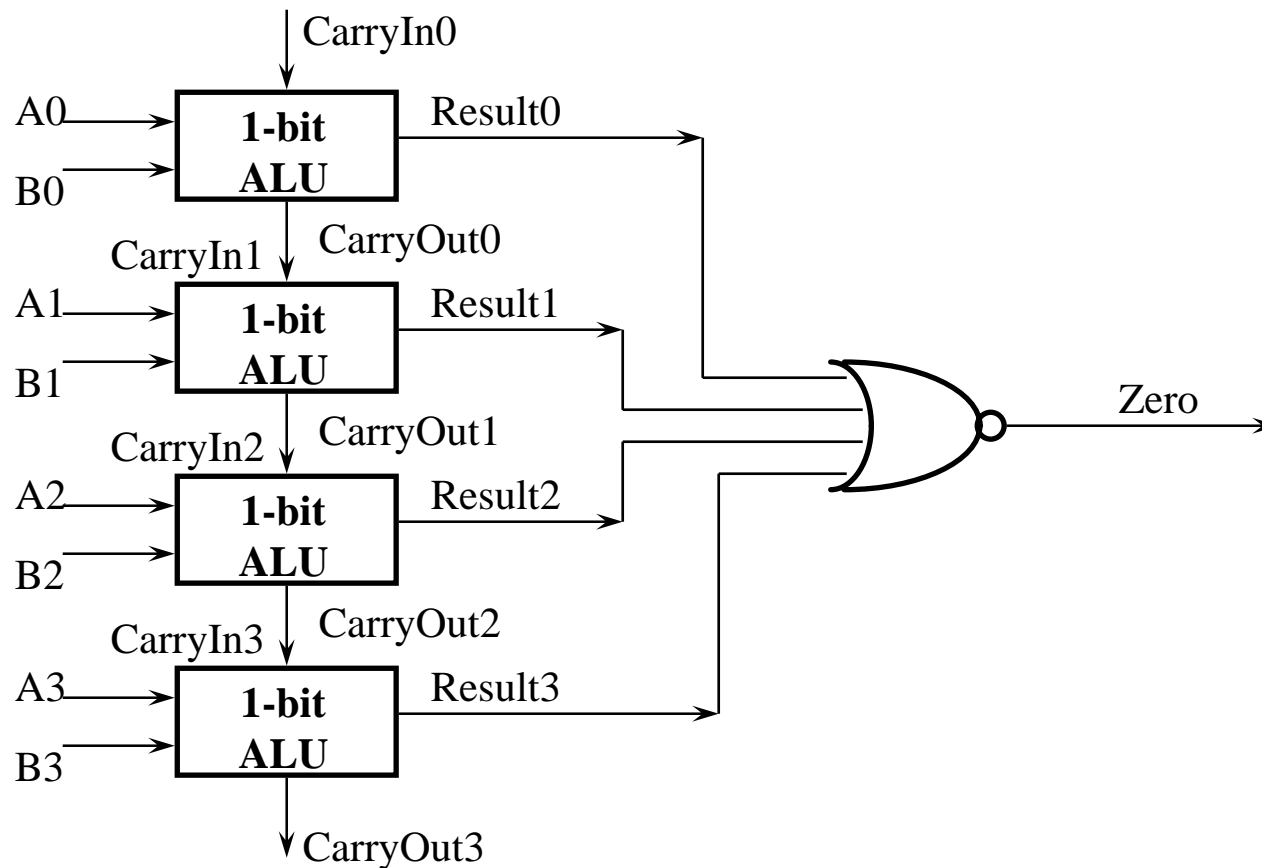 CarryIn0
A0
1-bit
ALU
Result0
B0
CarryOut0
CarryIn1
A1
1-bit
ALU
Result1
B1
CarryOut1
CarryIn2
A2
1-bit
ALU
Result2
B2
CarryOut2
CarryIn3
A3
1-bit
ALU
Result3
B3
CarryOut3
Zero